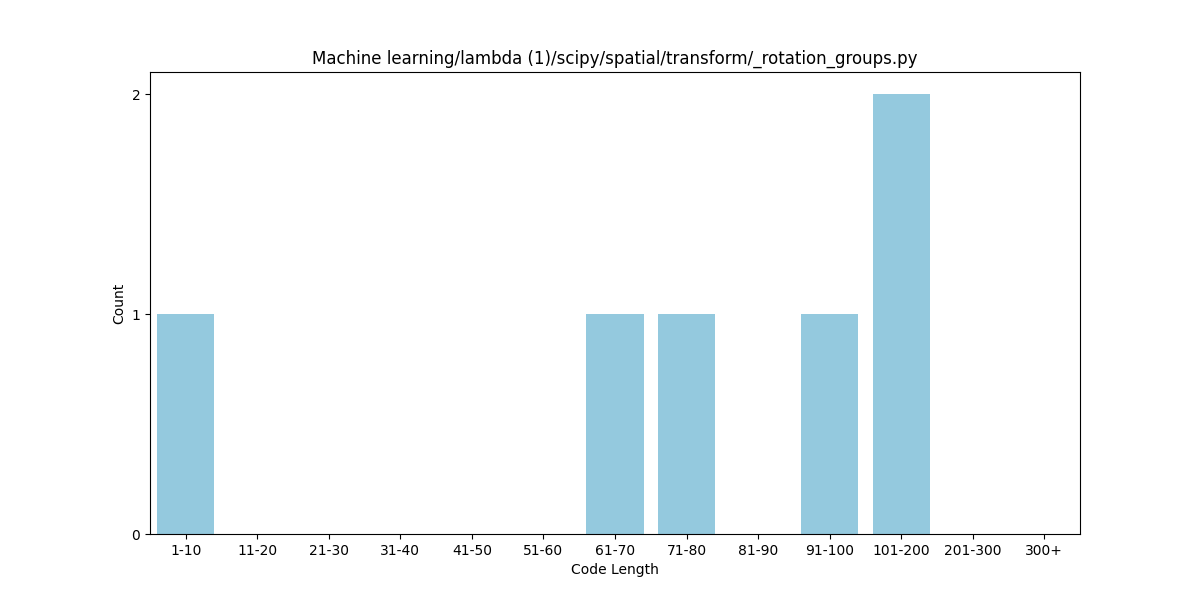 Machine learning/lambda (1)/scipy/spatial/transform/_rotation_groups.py
2
1
0
Count
1-10 11-20 21-30 31-40 41-50 51-60 61-70 71-80 81-90 91-100 101-200 201-300 300+
Code Length